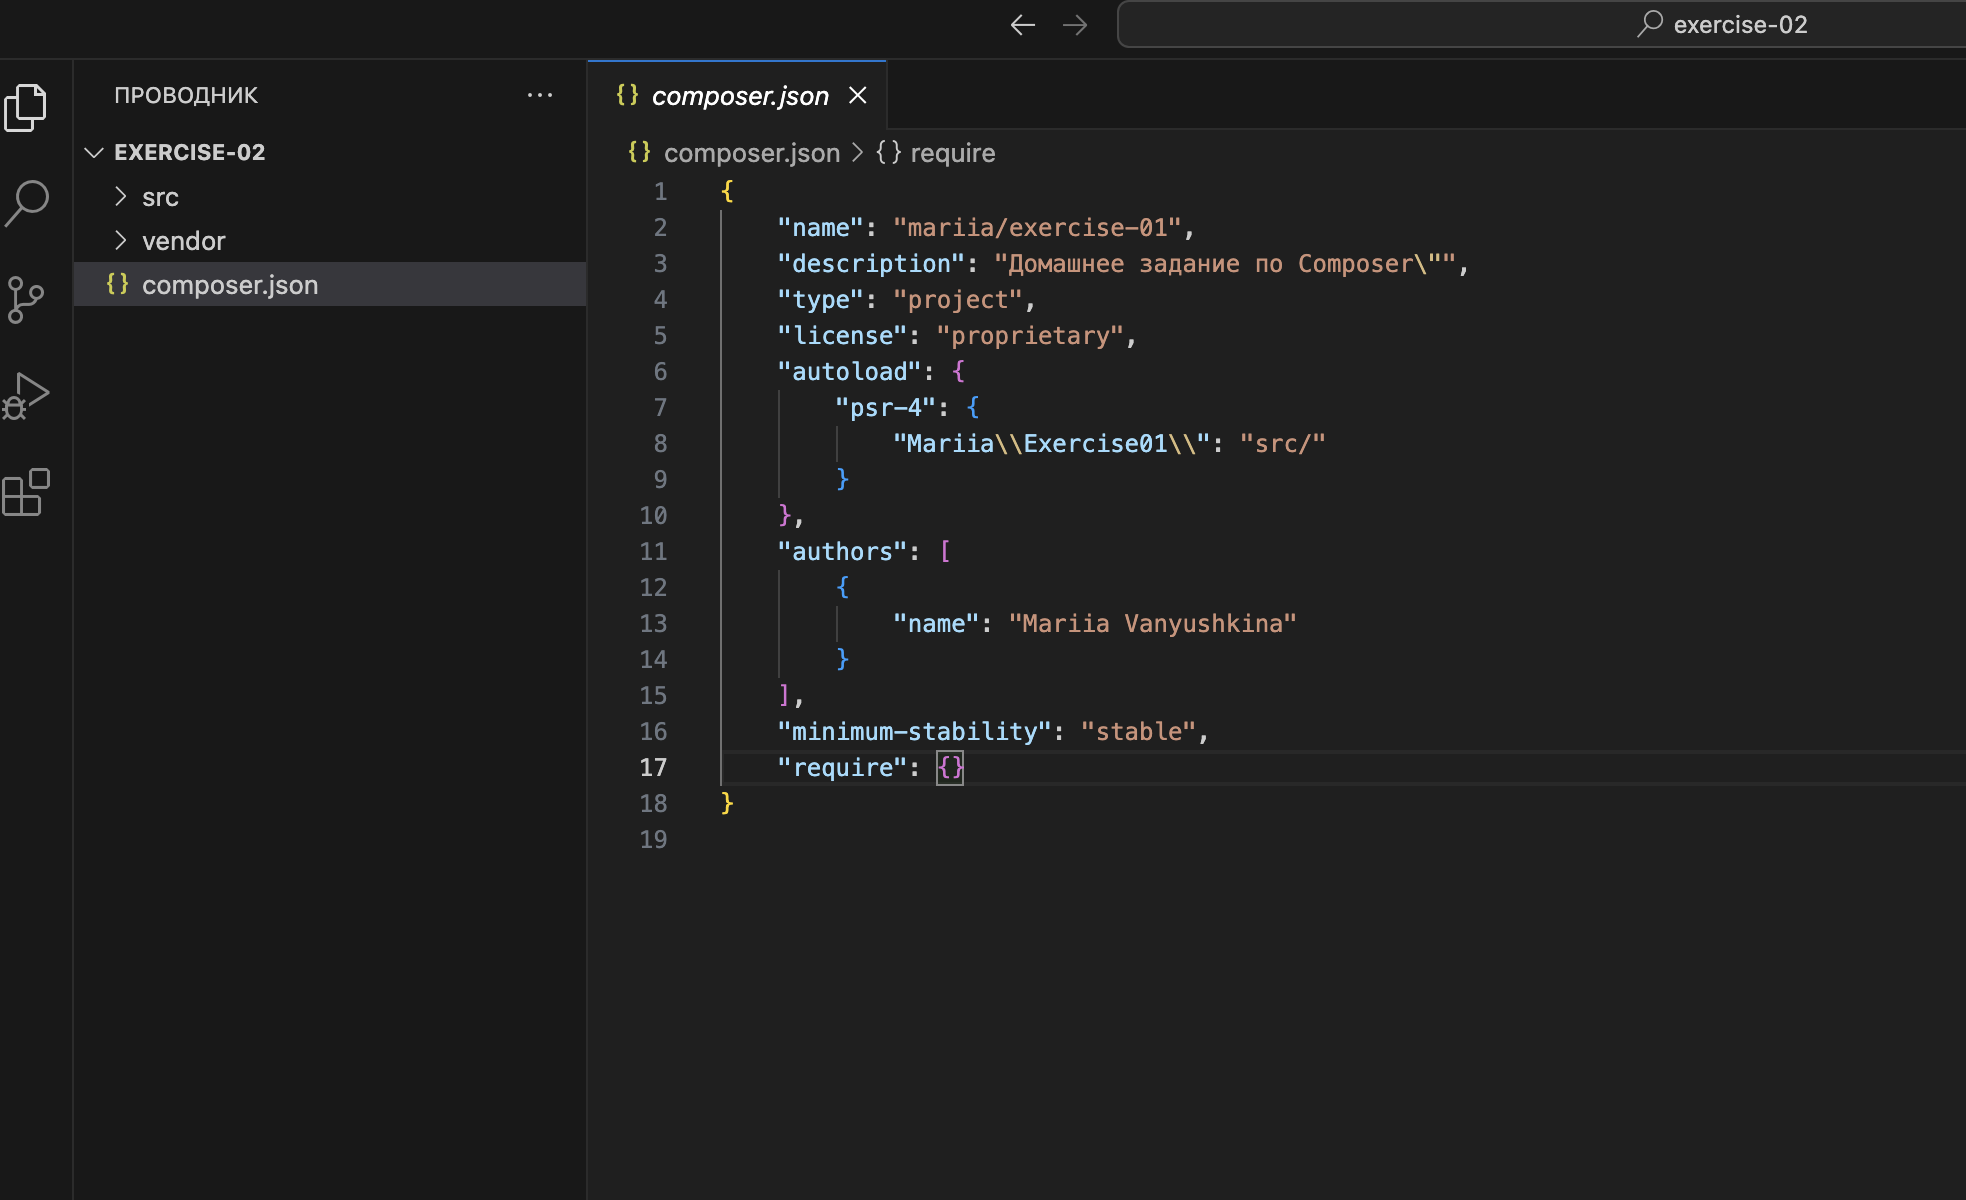 exercise-02
ПРОВОДНИК
EXERCISE-02
src
vendor
{} composer.json
{} composer.json
{} composer.json > {} require
1 {
2     "name": "mariia/exercise-01",
3     "description": "Домашнее задание по Composer\"",
4     "type": "project",
5     "license": "proprietary",
6     "autoload": {
7         "psr-4": {
8             "Mariia\\Exercise01\\": "src/"
9         }
10     },
11     "authors": [
12         {
13             "name": "Mariia Vanyushkina"
14         }
15     ],
16     "minimum-stability": "stable",
17     "require": {}
18 }
19